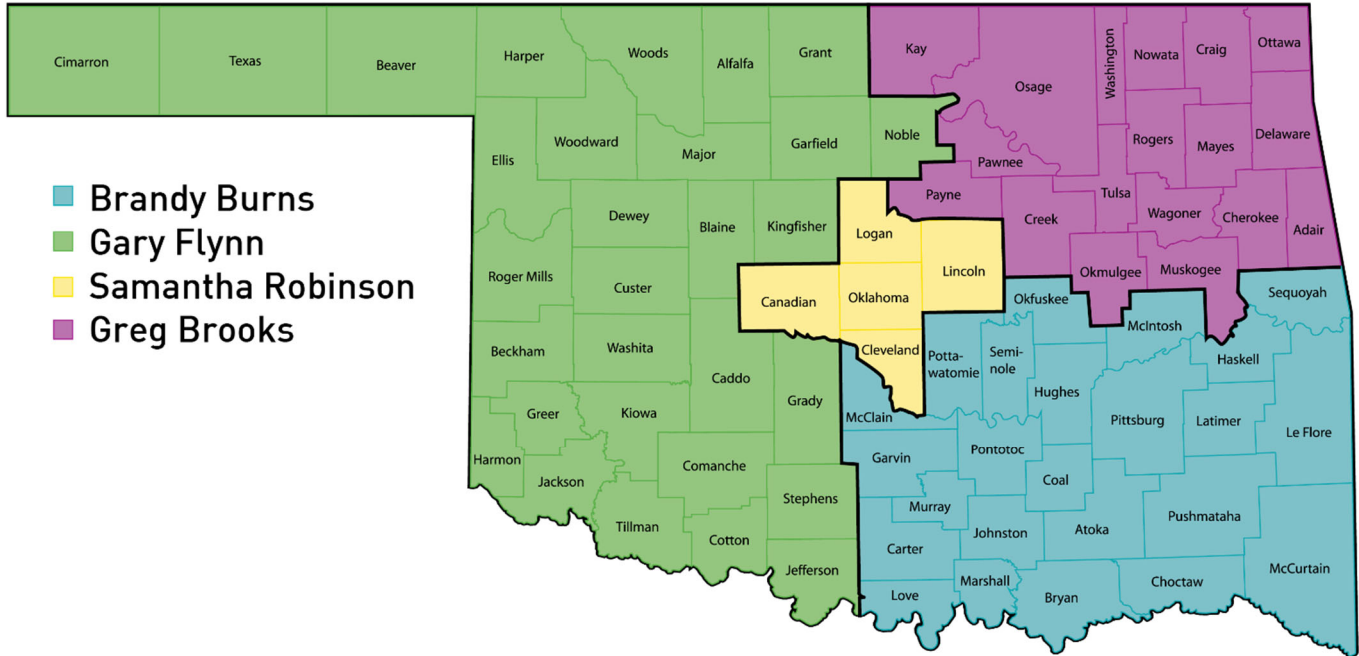 Cimarron
Texas
Beaver
Harper
Woods
Alfalfa
Grant
Kay
Osage
Washington
Nowata
Craig
Ottawa
Ellis
Woodward
Major
Garfield
Noble
Pawnee
Rogers
Mayes
Delaware
Brandy Burns
Gary Flynn
Samantha Robinson
Greg Brooks
Dewey
Blaine
Kingfisher
Logan
Payne
Creek
Tulsa
Wagoner
Cherokee
Adair
Roger Mills
Custer
Canadian
Oklahoma
Lincoln
Okmulgee
Muskogee
Okfuskee
McIntosh
Sequoyah
Beckham
Washita
Caddo
Grady
Cleveland
Potta-
watomie
Semi-
nole
Hughes
Haskell
Greer
Kiowa
McClain
Pittsburg
Latimer
Le Flore
Harmon
Jackson
Comanche
Garvin
Pontotoc
Coal
Stephens
Murray
Tillman
Cotton
Carter
Johnston
Atoka
Pushmataha
Jefferson
Love
Marshall
Bryan
Choctaw
McCurtain